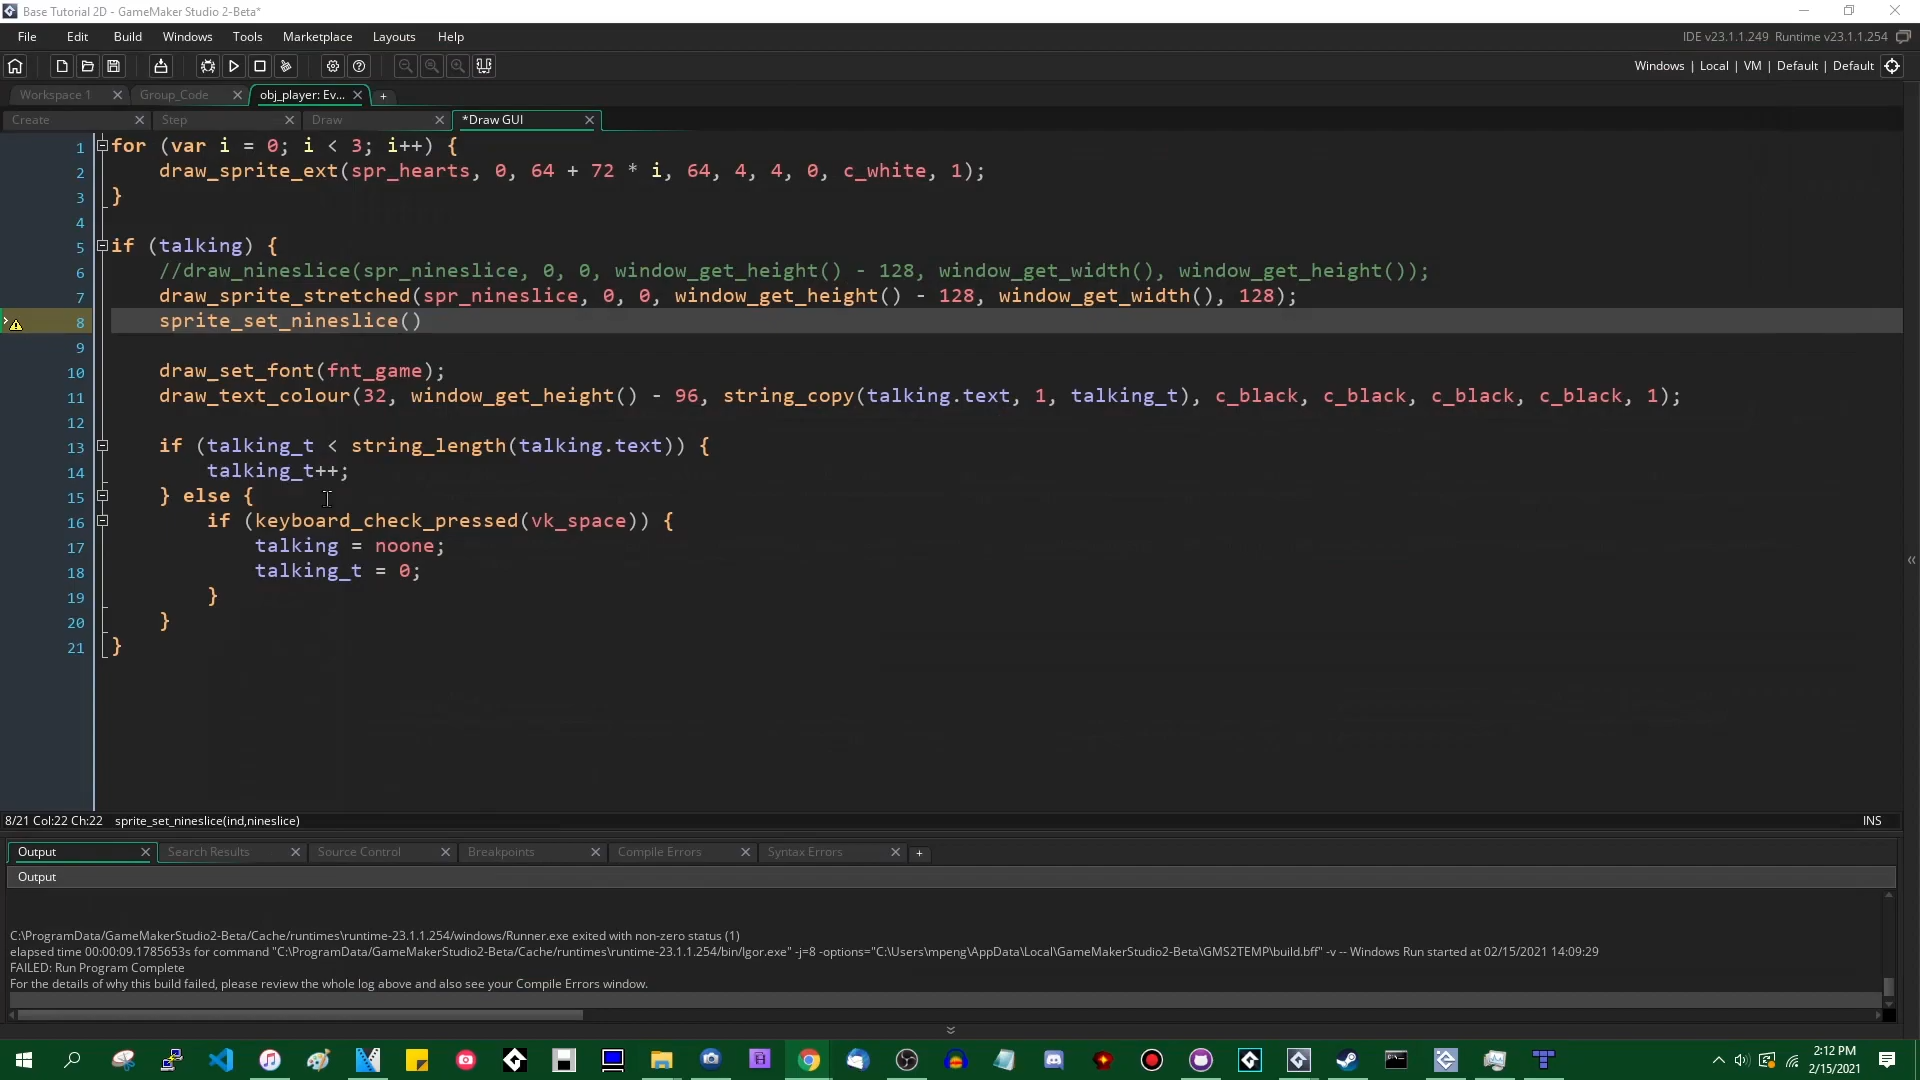 Base Tutorial 2D - GameMaker Studio 2-Beta*
File Edit Build Windows Tools Marketplace Layouts Help
IDE v23.1.1.249 Runtime v23.1.1.254
Windows | Local | VM | Default | Default
Workspace 1 Group_Code obj_player: Ev... +
Create Step Draw *Draw GUI
1 for (var i = 0; i < 3; i++) {
2 draw_sprite_ext(spr_hearts, 0, 64 + 72 * i, 64, 4, 4, 0, c_white, 1);
3 }
4
5 if (talking) {
6 //draw_nineslice(spr_nineslice, 0, 0, window_get_height() - 128, window_get_width(), window_get_height());
7 draw_sprite_stretched(spr_nineslice, 0, 0, window_get_height() - 128, window_get_width(), 128);
8 sprite_set_nineslice()
9
10 draw_set_font(fnt_game);
11 draw_text_colour(32, window_get_height() - 96, string_copy(talking.text, 1, talking_t), c_black, c_black, c_black, c_black, 1);
12
13 if (talking_t < string_length(talking.text)) {
14 talking_t++;
15 } else {
16 if (keyboard_check_pressed(vk_space)) {
17 talking = noone;
18 talking_t = 0;
19 }
20 }
21 }
8/21 Col:22 Ch:22 sprite_set_nineslice(ind,nineslice) INS
Output Search Results Source Control Breakpoints Compile Errors Syntax Errors +
Output
C:\ProgramData/GameMakerStudio2-Beta/Cache/runtimes\runtime-23.1.1.254/windows/Runner.exe exited with non-zero status (1)
elapsed time 00:00:09.1785653s for command "C:\ProgramData/GameMakerStudio2-Beta/Cache/runtimes\runtime-23.1.1.254/bin/Igor.exe" -j=8 -options="C:\Users\mpeng\AppData\Local\GameMakerStudio2-Beta\GMS2TEMP\build.bff" -v -- Windows Run started at 02/15/2021 14:09:29
FAILED: Run Program Complete
For the details of why this build failed, please review the whole log above and also see your Compile Errors window.
2:12 PM
2/15/2021